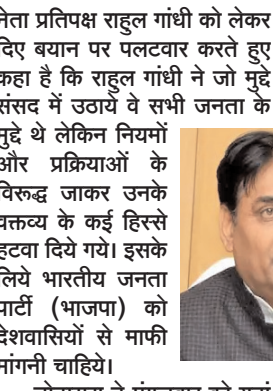 नेता प्रतिपक्ष राहुल गांधी को लेकर
दिए बयान पर पलटवार करते हुए
कहा है कि राहुल गांधी ने जो मुद्दे
संसद में उठाये वे सभी जनता के
मुद्दे थे लेकिन नियमों
और प्रक्रियाओं के
विरूद्ध जाकर उनके
वक्तव्य के कई हिस्से
हटवा दिये गये। इसके
लिये भारतीय जनता
पार्टी (भाजपा) को
देशवासियों से माफी
मांगनी चाहिये।